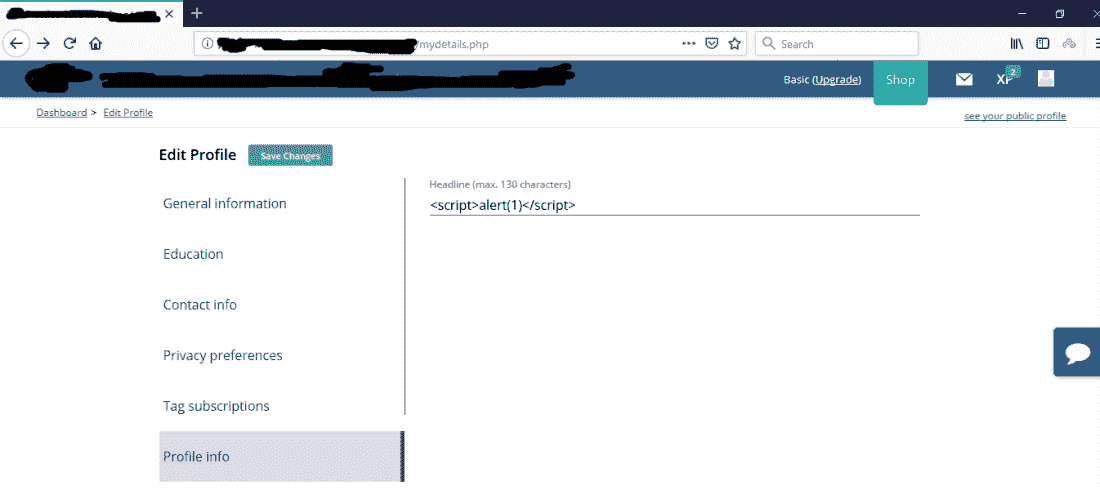 /mydetails.php
Search
Basic (Upgrade)
Shop
XP
2
Dashboard > Edit Profile
see your public profile
Edit Profile
Save Changes
General information
Education
Contact info
Privacy preferences
Tag subscriptions
Profile info
Headline (max. 130 characters)
<script>alert(1)</script>